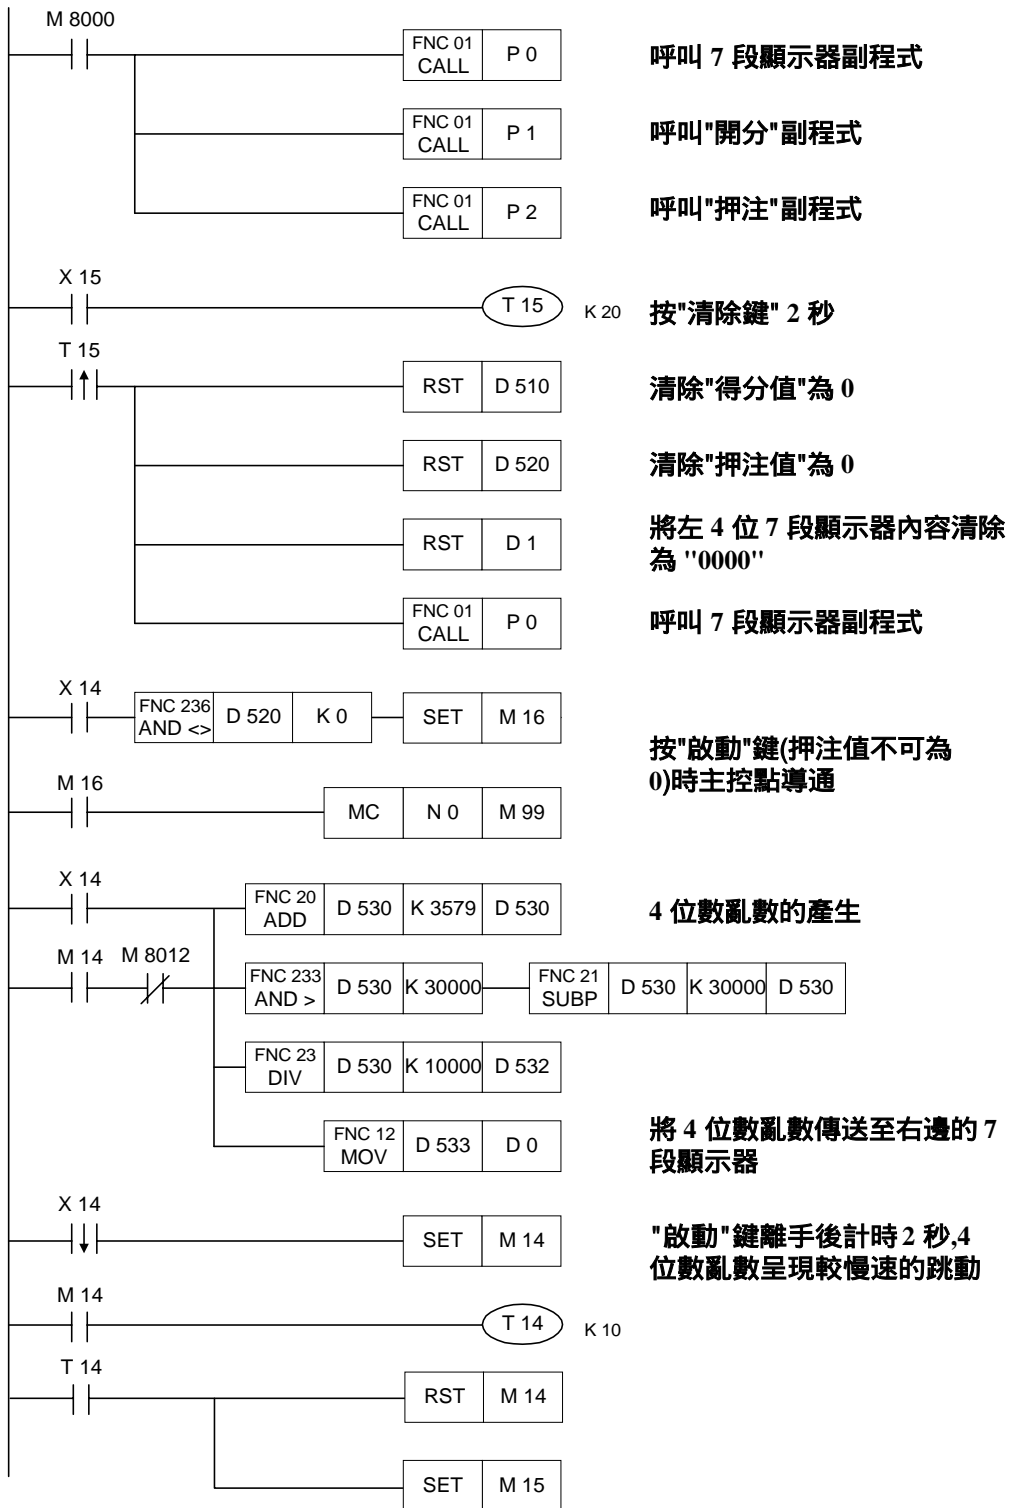 M 8000
FNC 01 CALL P 0 呼叫 7 段顯示器副程式
FNC 01 CALL P 1 呼叫"開分"副程式
FNC 01 CALL P 2 呼叫"押注"副程式
X 15
T 15 K 20 按"清除鍵" 2 秒
T 15
RST D 510 清除"得分值"為 0
RST D 520 清除"押注值"為 0
RST D 1 將左 4 位 7 段顯示器內容清除
為 "0000"
FNC 01 CALL P 0 呼叫 7 段顯示器副程式
X 14
FNC 236 AND <> D 520 K 0 SET M 16
按"啟動"鍵(押注值不可為
0)時主控點導通
M 16
MC N 0 M 99
X 14
FNC 20 ADD D 530 K 3579 D 530 4 位數亂數的產生
M 14 M 8012
FNC 233 AND > D 530 K 30000 FNC 21 SUBP D 530 K 30000 D 530
FNC 23 DIV D 530 K 10000 D 532
FNC 12 MOV D 533 D 0 將 4 位數亂數傳送至右邊的 7
段顯示器
X 14
SET M 14 "啟動"鍵離手後計時 2 秒,4
位數亂數呈現較慢速的跳動
M 14
T 14 K 10
T 14
RST M 14
SET M 15